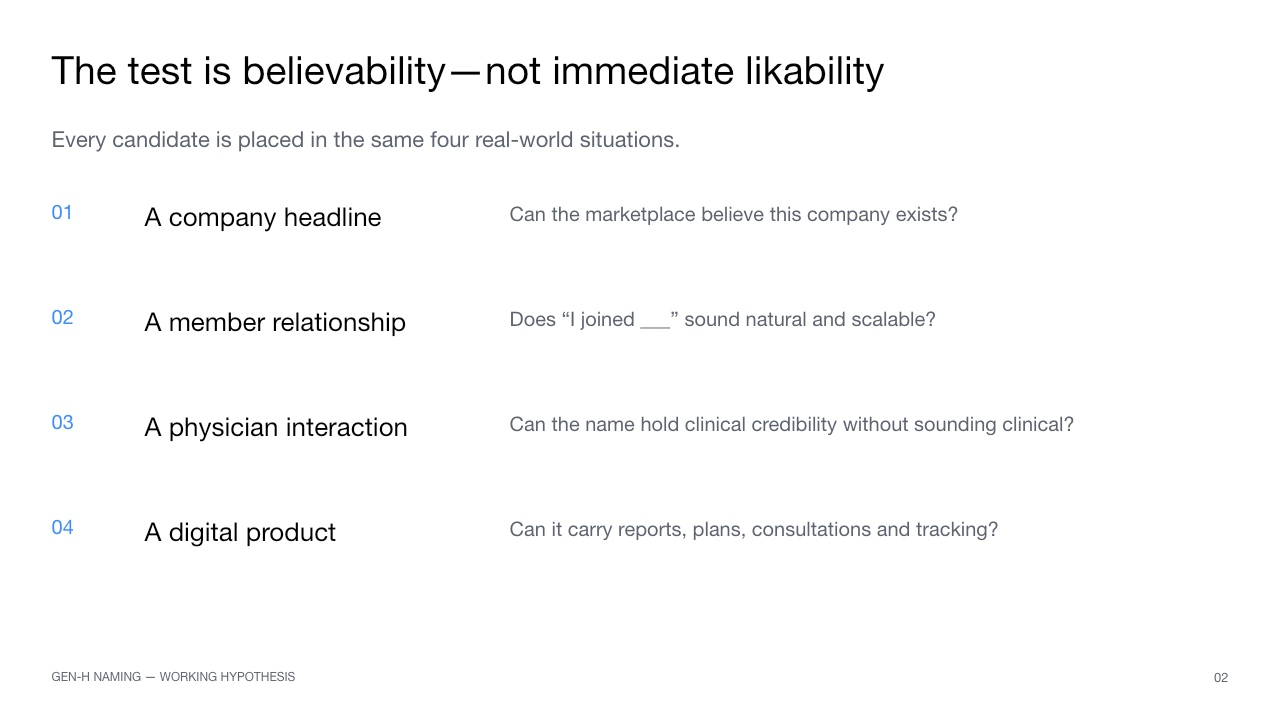 The test is believability—not immediate likability
Every candidate is placed in the same four real-world situations.
01 A company headline Can the marketplace believe this company exists?
02 A member relationship Does “I joined ___” sound natural and scalable?
03 A physician interaction Can the name hold clinical credibility without sounding clinical?
04 A digital product Can it carry reports, plans, consultations and tracking?
GEN-H NAMING — WORKING HYPOTHESIS 02